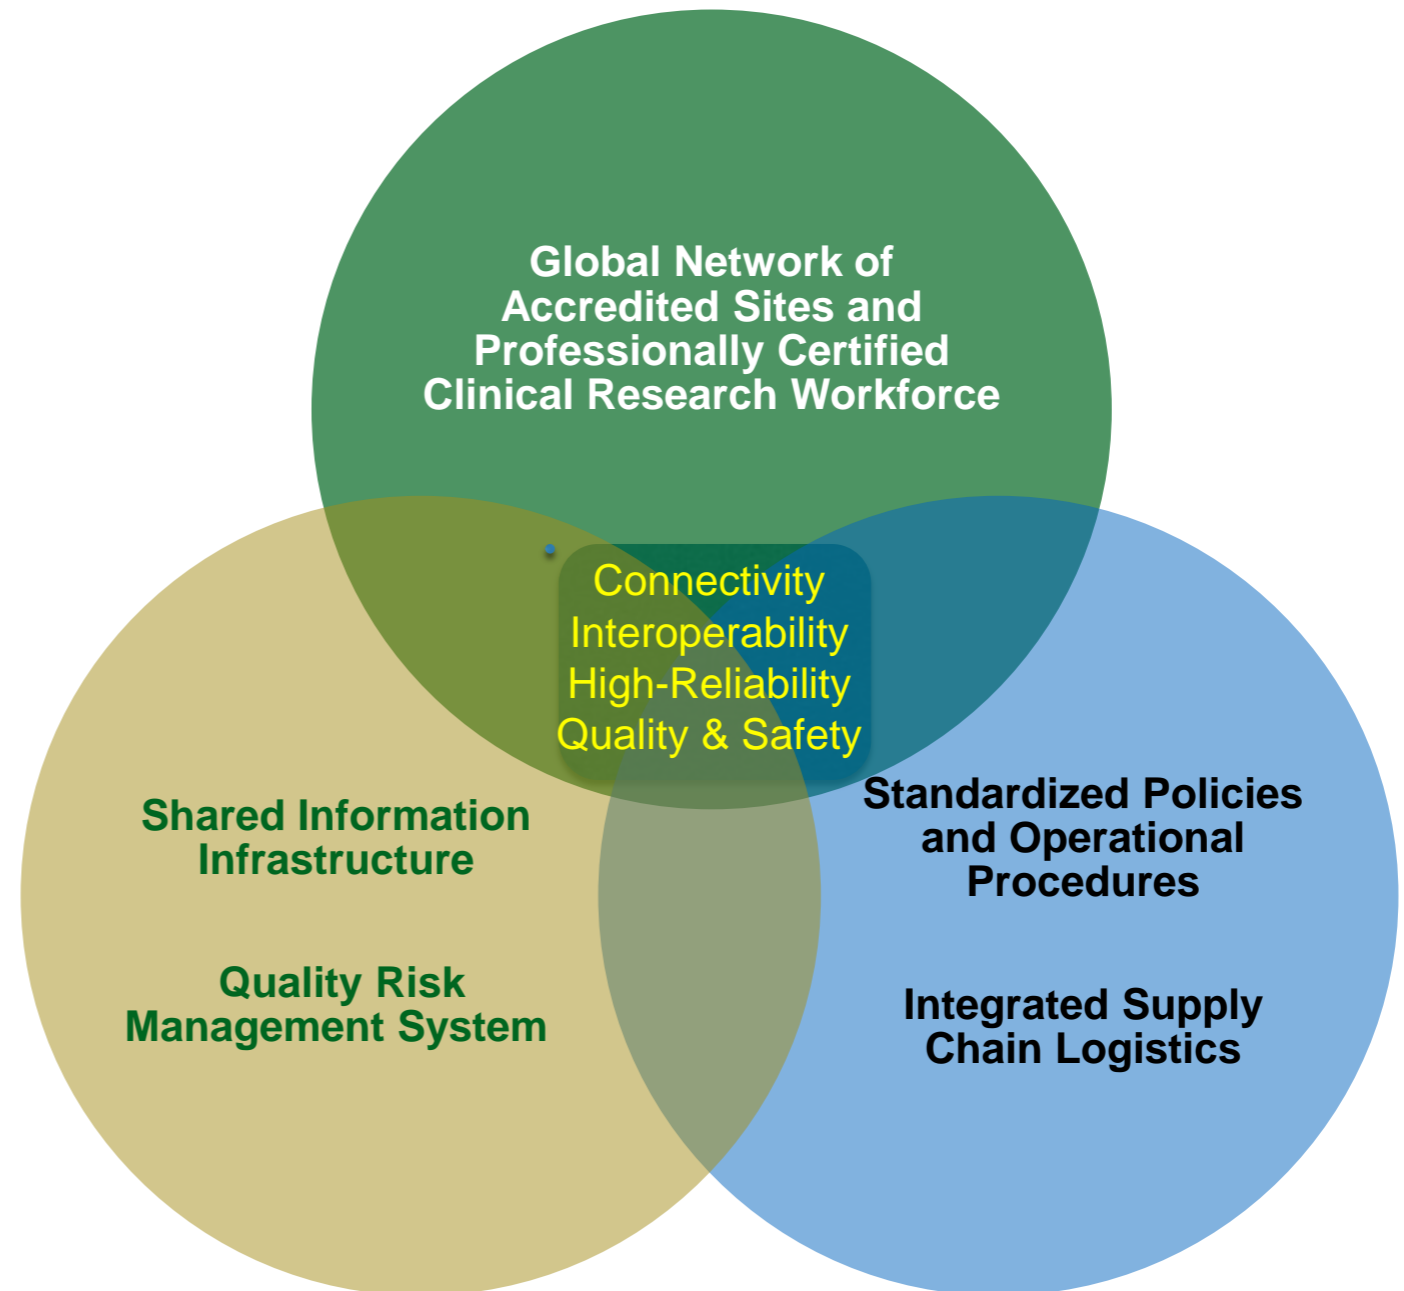 Global Network of
Accredited Sites and
Professionally Certified
Clinical Research Workforce
Connectivity
Interoperability
High-Reliability
Quality & Safety
Shared Information
Infrastructure
Quality Risk
Management System
Standardized Policies
and Operational
Procedures
Integrated Supply
Chain Logistics